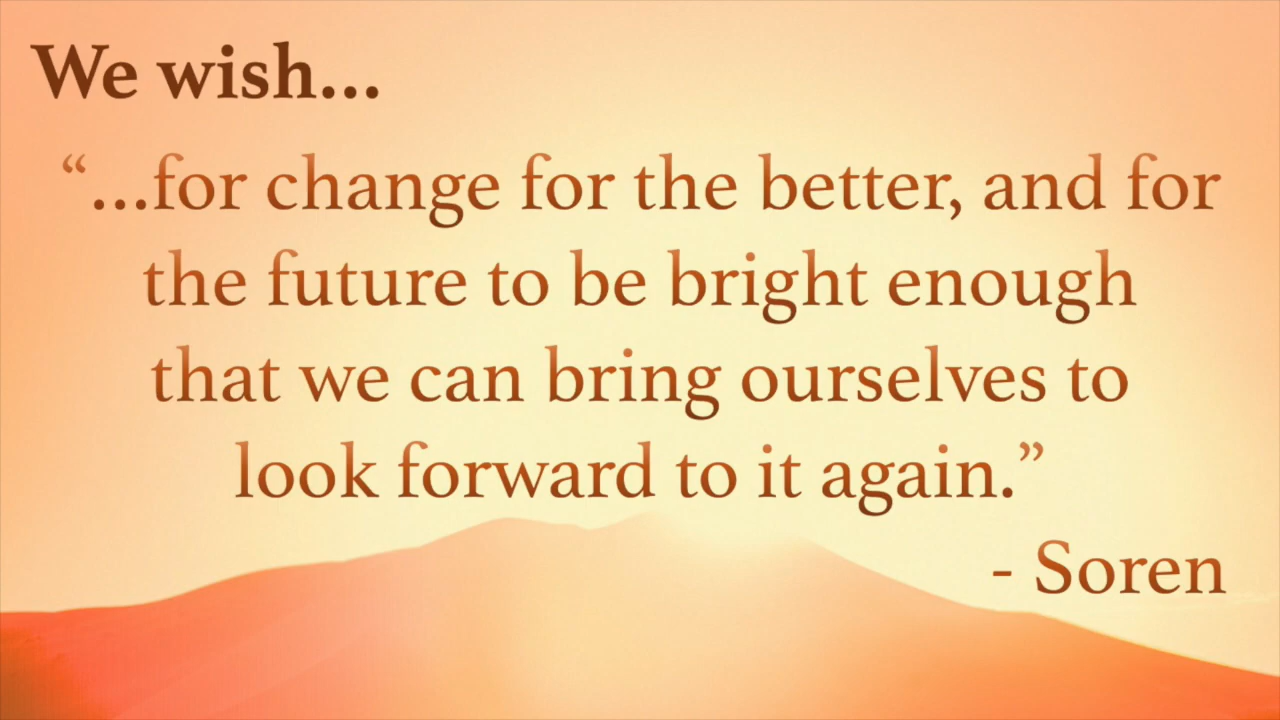 We wish...
“...for change for the better, and for
the future to be bright enough
that we can bring ourselves to
look forward to it again.”
- Soren